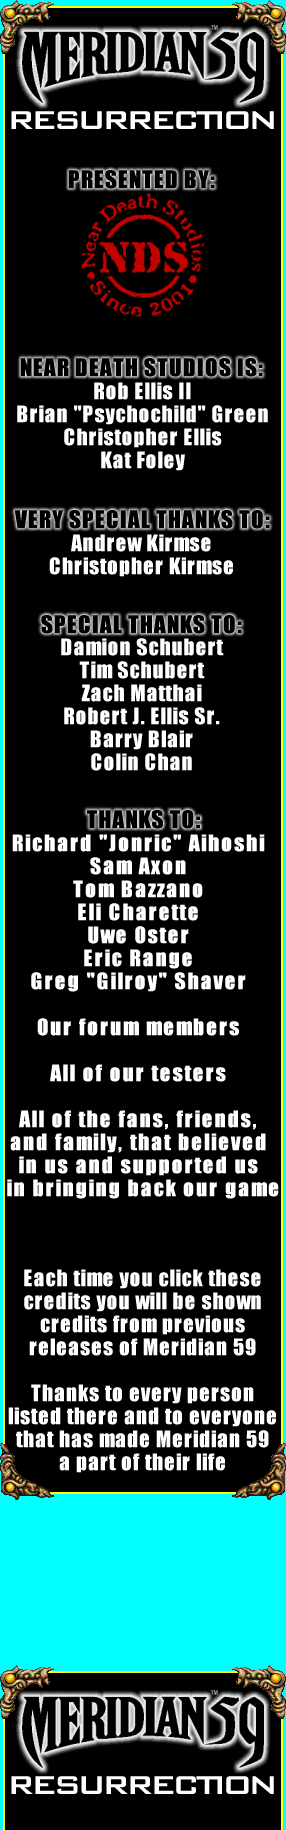 MERIDIAN 59™
RESURRECTION
PRESENTED BY:
Near Death Studios
NDS
Since 2001
NEAR DEATH STUDIOS IS:
Rob Ellis II
Brian "Psychochild" Green
Christopher Ellis
Kat Foley
VERY SPECIAL THANKS TO:
Andrew Kirmse
Christopher Kirmse
SPECIAL THANKS TO:
Damion Schubert
Tim Schubert
Zach Matthai
Robert J. Ellis Sr.
Barry Blair
Colin Chan
THANKS TO:
Richard "Jonric" Aihoshi
Sam Axon
Tom Bazzano
Eli Charette
Uwe Oster
Eric Range
Greg "Gilroy" Shaver
Our forum members
All of our testers
All of the fans, friends,
and family, that believed
in us and supported us
in bringing back our game
Each time you click these
credits you will be shown
credits from previous
releases of Meridian 59
Thanks to every person
listed there and to everyone
that has made Meridian 59
a part of their life
MERIDIAN 59™
RESURRECTION